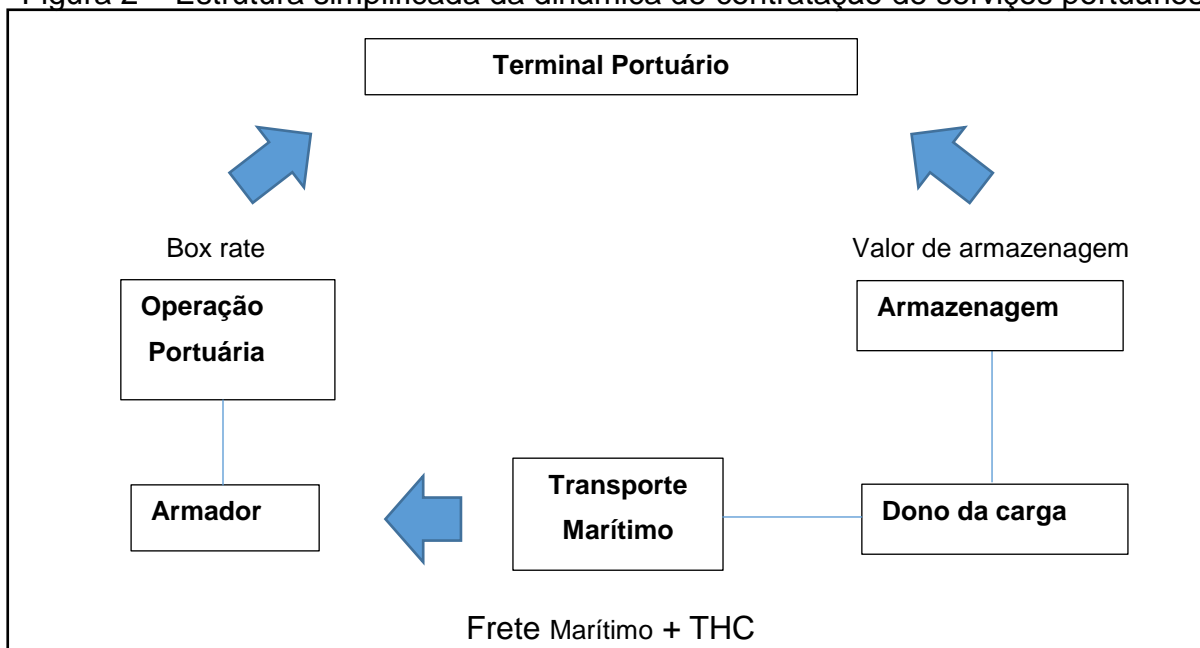 Figura 2 – Estrutura simplificada da dinâmica de contratação de serviços portuários
Terminal Portuário
Box rate
Valor de armazenagem
Operação
Portuária
Armazenagem
Armador
Transporte
Marítimo
Dono da carga
Frete Marítimo + THC